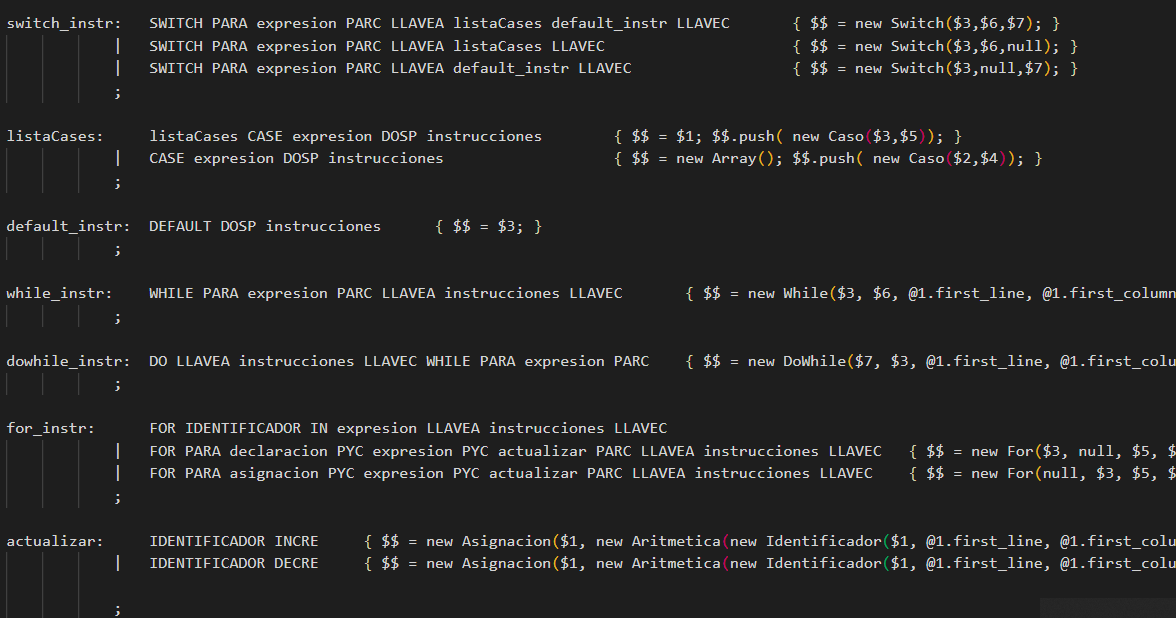 switch_instr:   SWITCH PARA expresion PARC LLAVEA listaCases default_instr LLAVEC       { $$ = new Switch($3,$6,$7); }
            |   SWITCH PARA expresion PARC LLAVEA listaCases LLAVEC                     { $$ = new Switch($3,$6,null); }
            |   SWITCH PARA expresion PARC LLAVEA default_instr LLAVEC                  { $$ = new Switch($3,null,$7); }
            ;
listaCases:     listaCases CASE expresion DOSP instrucciones        { $$ = $1; $$.push( new Caso($3,$5)); }
            |   CASE expresion DOSP instrucciones                   { $$ = new Array(); $$.push( new Caso($2,$4)); }
            ;
default_instr:  DEFAULT DOSP instrucciones      { $$ = $3; }
            ;
while_instr:    WHILE PARA expresion PARC LLAVEA instrucciones LLAVEC       { $$ = new While($3, $6, @1.first_line, @1.first_column
            ;
dowhile_instr:  DO LLAVEA instrucciones LLAVEC WHILE PARA expresion PARC    { $$ = new DoWhile($7, $3, @1.first_line, @1.first_colu
            ;
for_instr:      FOR IDENTIFICADOR IN expresion LLAVEA instrucciones LLAVEC
            |   FOR PARA declaracion PYC expresion PYC actualizar PARC LLAVEA instrucciones LLAVEC   { $$ = new For($3, null, $5, $
            |   FOR PARA asignacion PYC expresion PYC actualizar PARC LLAVEA instrucciones LLAVEC    { $$ = new For(null, $3, $5, $
            ;
actualizar:     IDENTIFICADOR INCRE     { $$ = new Asignacion($1, new Aritmetica(new Identificador($1, @1.first_line, @1.first_colu
            |   IDENTIFICADOR DECRE     { $$ = new Asignacion($1, new Aritmetica(new Identificador($1, @1.first_line, @1.first_colu
            ;